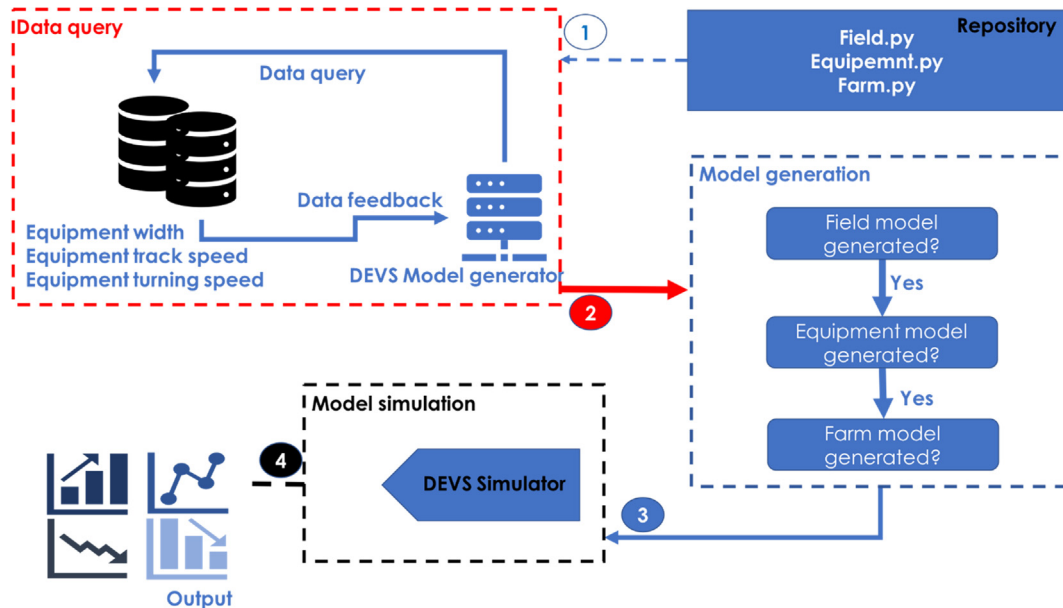 Data query
Data query
Data feedback
Equipment width
Equipment track speed
Equipment turning speed
DEVS Model generator
1
Repository
Field.py
Equipemnt.py
Farm.py
2
Model generation
Field model
generated?
Yes
Equipment model
generated?
Yes
Farm model
generated?
3
Model simulation
DEVS Simulator
4
Output